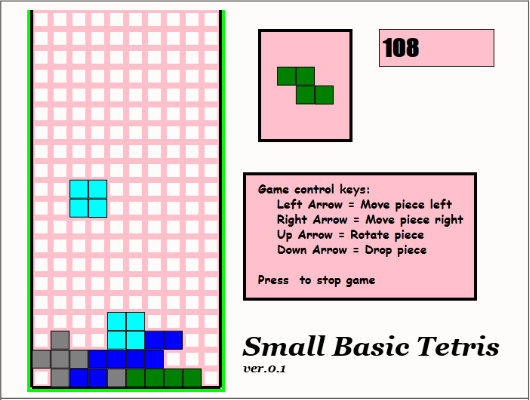 108
Game control keys:
Left Arrow = Move piece left
Right Arrow = Move piece right
Up Arrow = Rotate piece
Down Arrow = Drop piece
Press  to stop game
Small Basic Tetris
ver.0.1